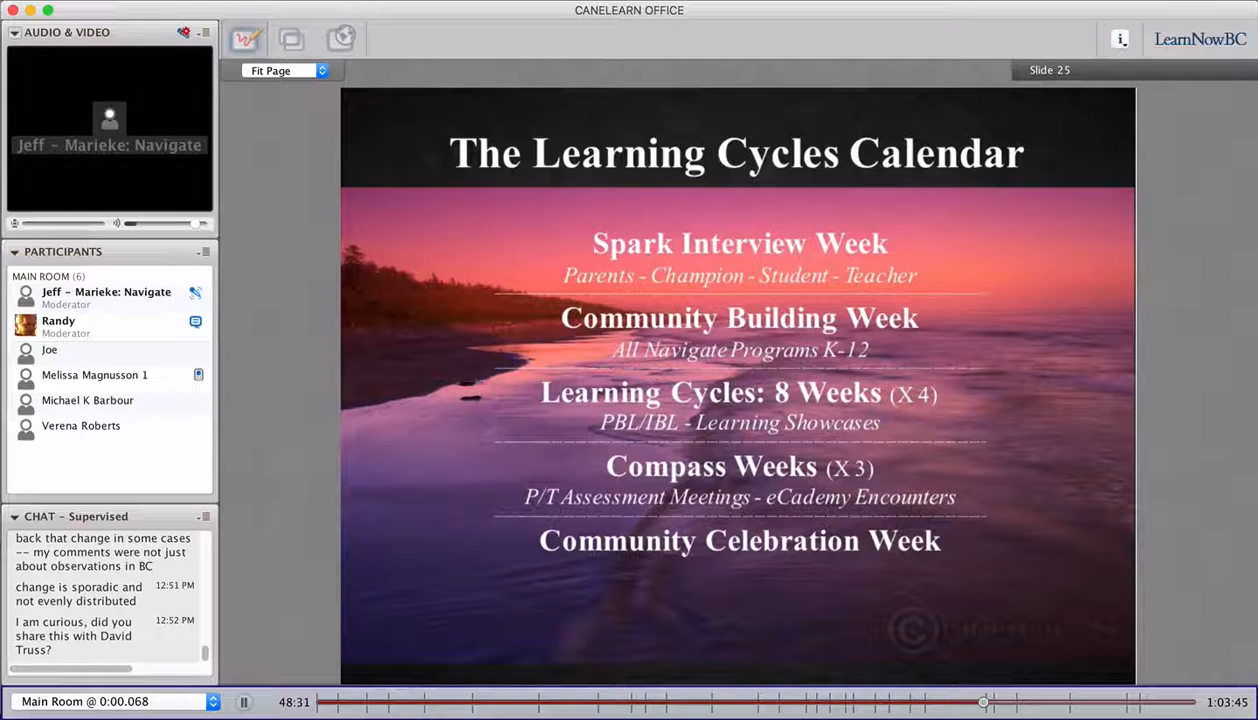 CANELEARN OFFICE
AUDIO & VIDEO
Jeff - Marieke: Navigate
PARTICIPANTS
MAIN ROOM (6)
Jeff - Marieke: Navigate
Moderator
Randy
Moderator
Joe
Melissa Magnusson 1
Michael K Barbour
Verena Roberts
CHAT - Supervised
back that change in some cases
-- my comments were not just
about observations in BC
change is sporadic and 12:51 PM
not evenly distributed
I am curious, did you 12:52 PM
share this with David
Truss?
i
LearnNowBC
Fit Page
Slide 25
The Learning Cycles Calendar
Spark Interview Week
Parents - Champion - Student - Teacher
Community Building Week
All Navigate Programs K-12
Learning Cycles: 8 Weeks (X 4)
PBL/IBL - Learning Showcases
Compass Weeks (X 3)
P/T Assessment Meetings - eCademy Encounters
Community Celebration Week
Main Room @ 0:00.068
48:31
1:03:45